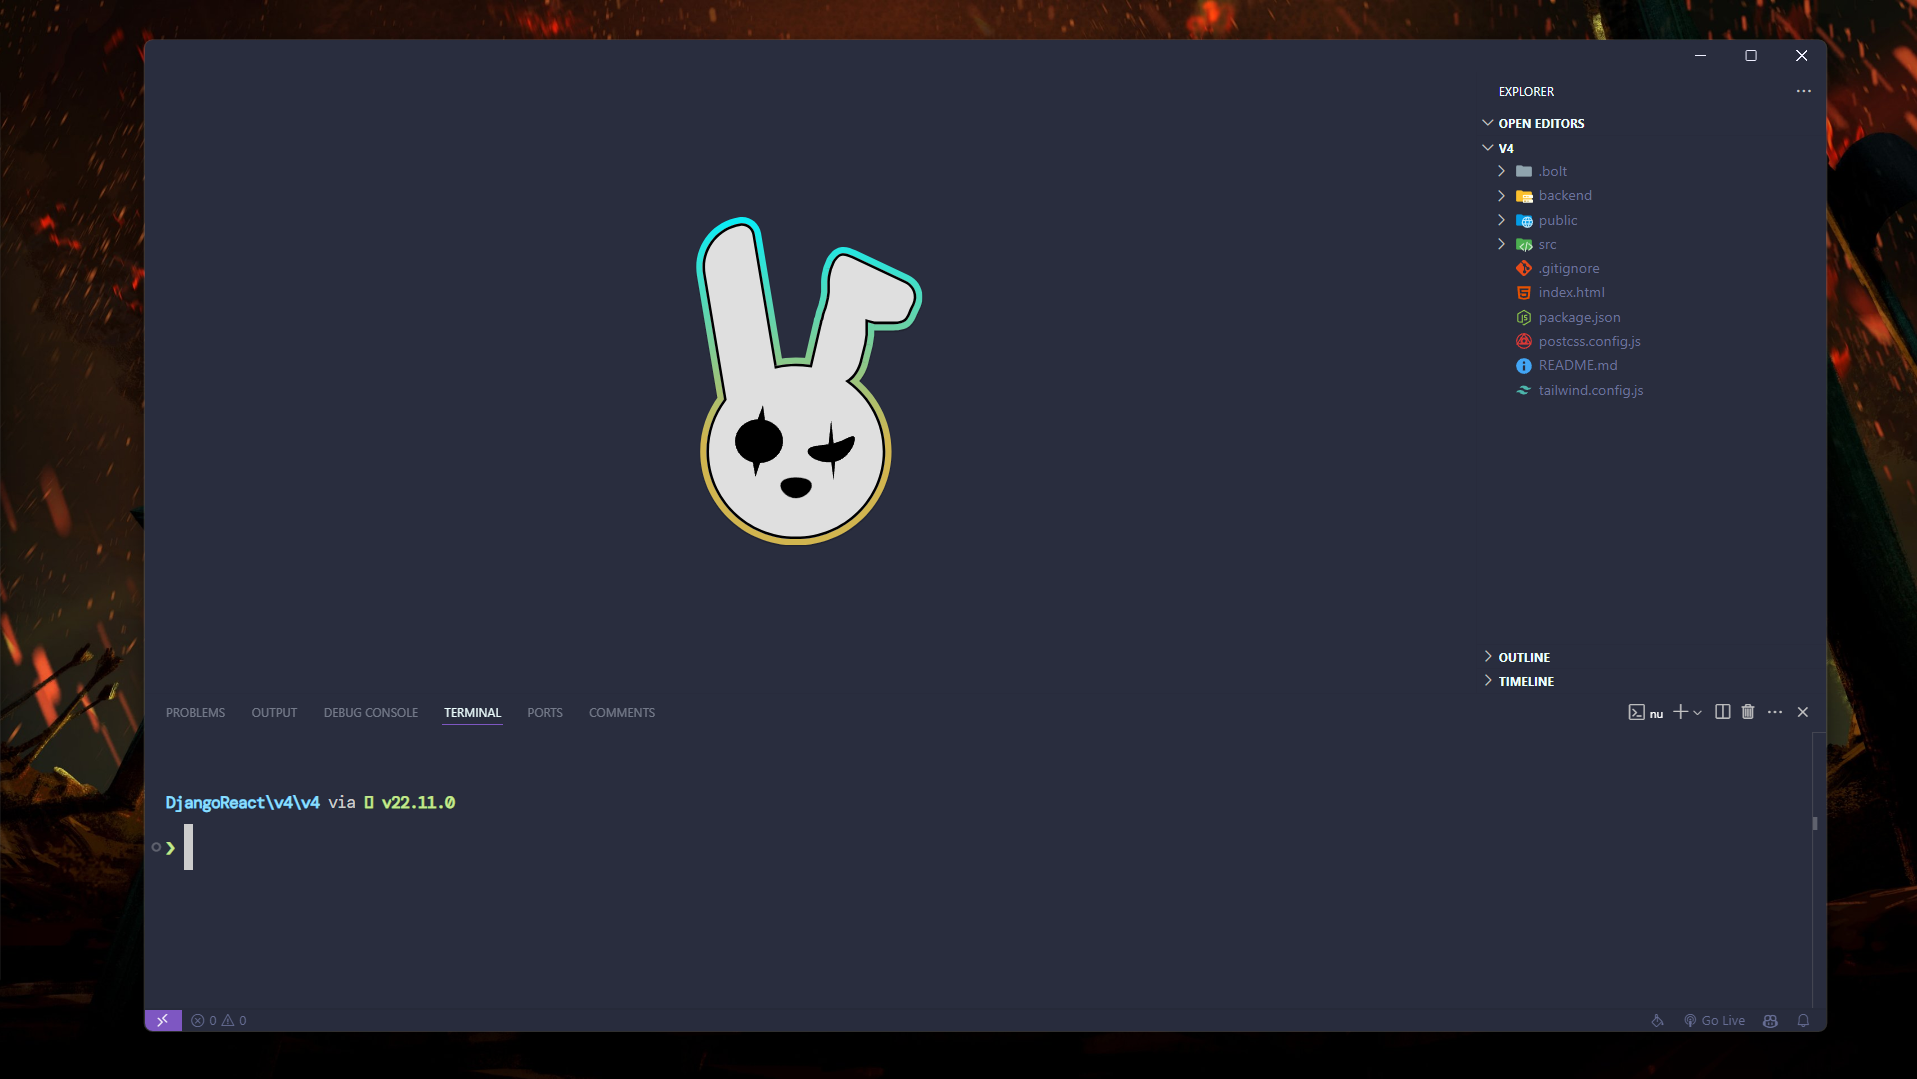 EXPLORER
OPEN EDITORS
V4
.bolt
backend
public
src
.gitignore
index.html
package.json
postcss.config.js
README.md
tailwind.config.js
OUTLINE
TIMELINE
PROBLEMS OUTPUT DEBUG CONSOLE TERMINAL PORTS COMMENTS nu
DjangoReact\v4\v4 via ▯ v22.11.0
❯
0 0 Go Live